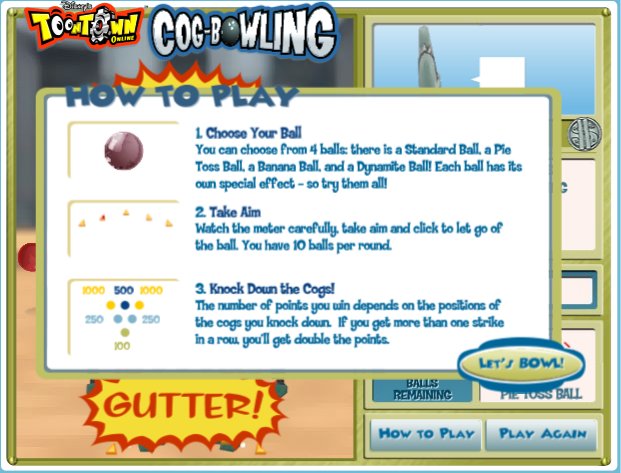 Disney's
TOONTOWN
ONLINE
COG-BOWLING
HOW TO PLAY
1. Choose Your Ball
You can choose from 4 balls: there is a Standard Ball, a Pie
Toss Ball, a Banana Ball, and a Dynamite Ball! Each ball has its
own special effect - so try them all!
2. Take Aim
Watch the meter carefully, take aim and click to let go of
the ball. You have 10 balls per round.
1000 500 1000
250 250
100
3. Knock Down the Cogs!
The number of points you win depends on the positions of
the cogs you knock down. If you get more than one strike
in a row, you'll get double the points.
LET'S BOWL!
GUTTER!
BALLS
REMAINING
PIE TOSS BALL
HOW TO PLAY
PLAY AGAIN